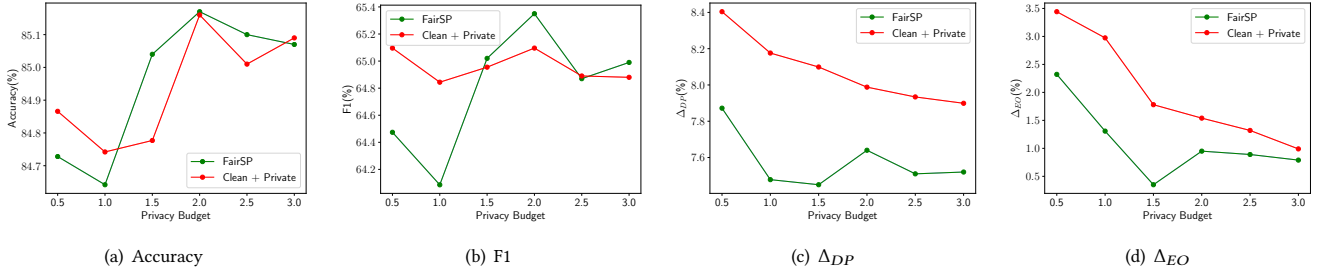 85.1
85.0
84.9
84.8
84.7
Accuracy(%)
0.5 1.0 1.5 2.0 2.5 3.0
Privacy Budget
FairSP
Clean + Private
(a) Accuracy
65.4
65.2
65.0
64.8
64.6
64.4
64.2
F1(%)
0.5 1.0 1.5 2.0 2.5 3.0
Privacy Budget
FairSP
Clean + Private
(b) F1
8.4
8.2
8.0
7.8
7.6
Δ_DP(%)
0.5 1.0 1.5 2.0 2.5 3.0
Privacy Budget
FairSP
Clean + Private
(c) Δ_DP
3.5
3.0
2.5
2.0
1.5
1.0
0.5
Δ_EO(%)
0.5 1.0 1.5 2.0 2.5 3.0
Privacy Budget
FairSP
Clean + Private
(d) Δ_EO